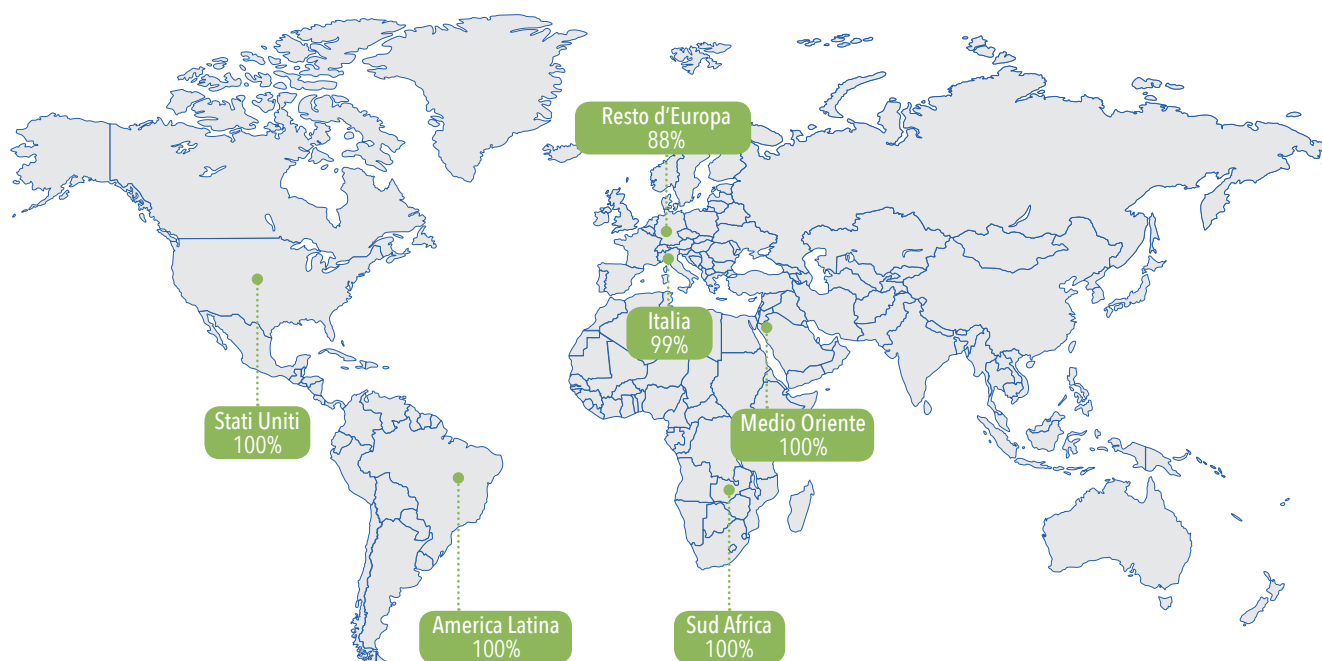 Resto d’Europa
88%
Italia
99%
Stati Uniti
100%
Medio Oriente
100%
America Latina
100%
Sud Africa
100%